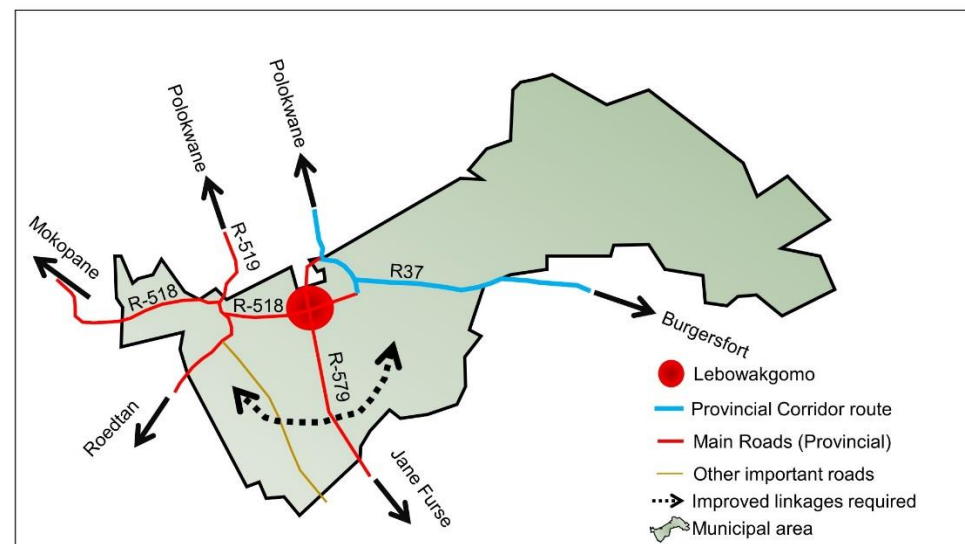 Polokwane
Polokwane
Mokopane
R-519
R-518
R-518
R37
Burgersfort
R-579
Roedtan
Jane Furse
Lebowakgomo
Provincial Corridor route
Main Roads (Provincial)
Other important roads
Improved linkages required
Municipal area